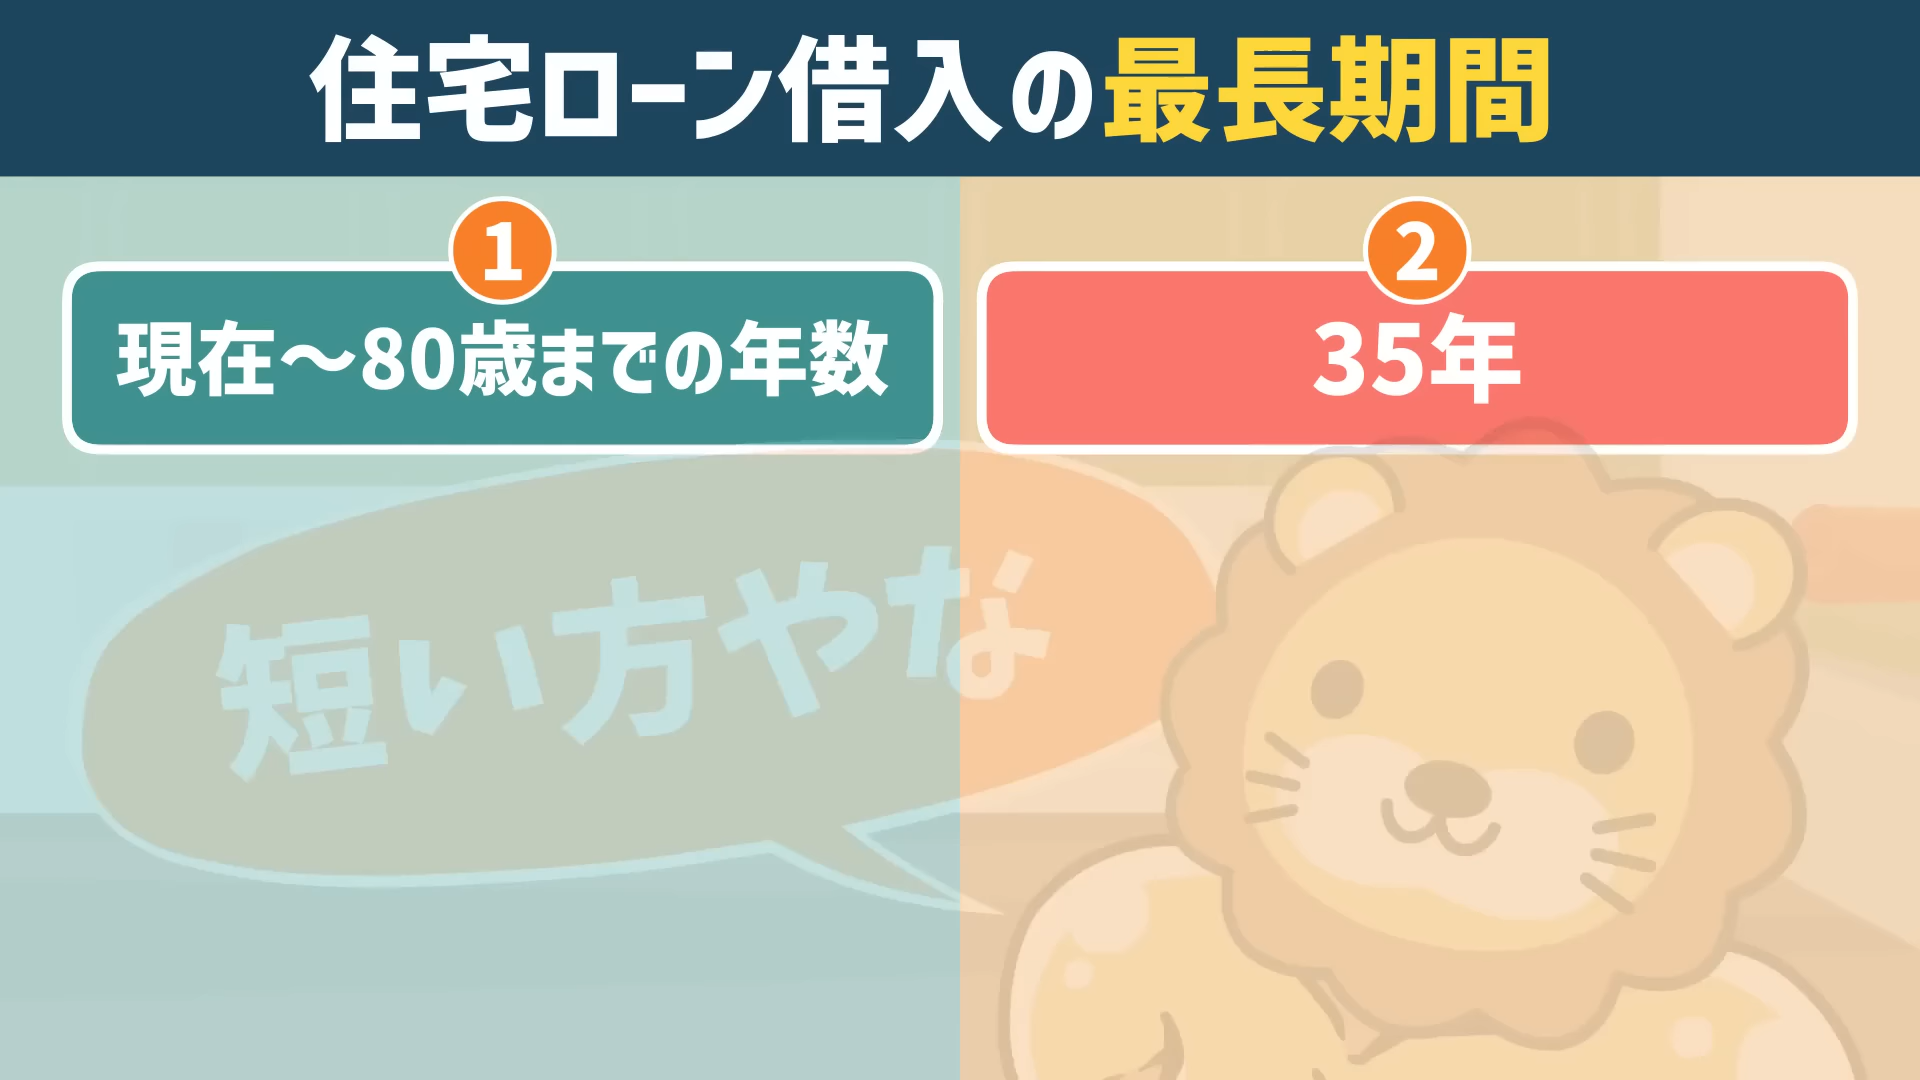 住宅ローン借入の最長期間
1
現在～80歳までの年数
2
35年
短い方やな